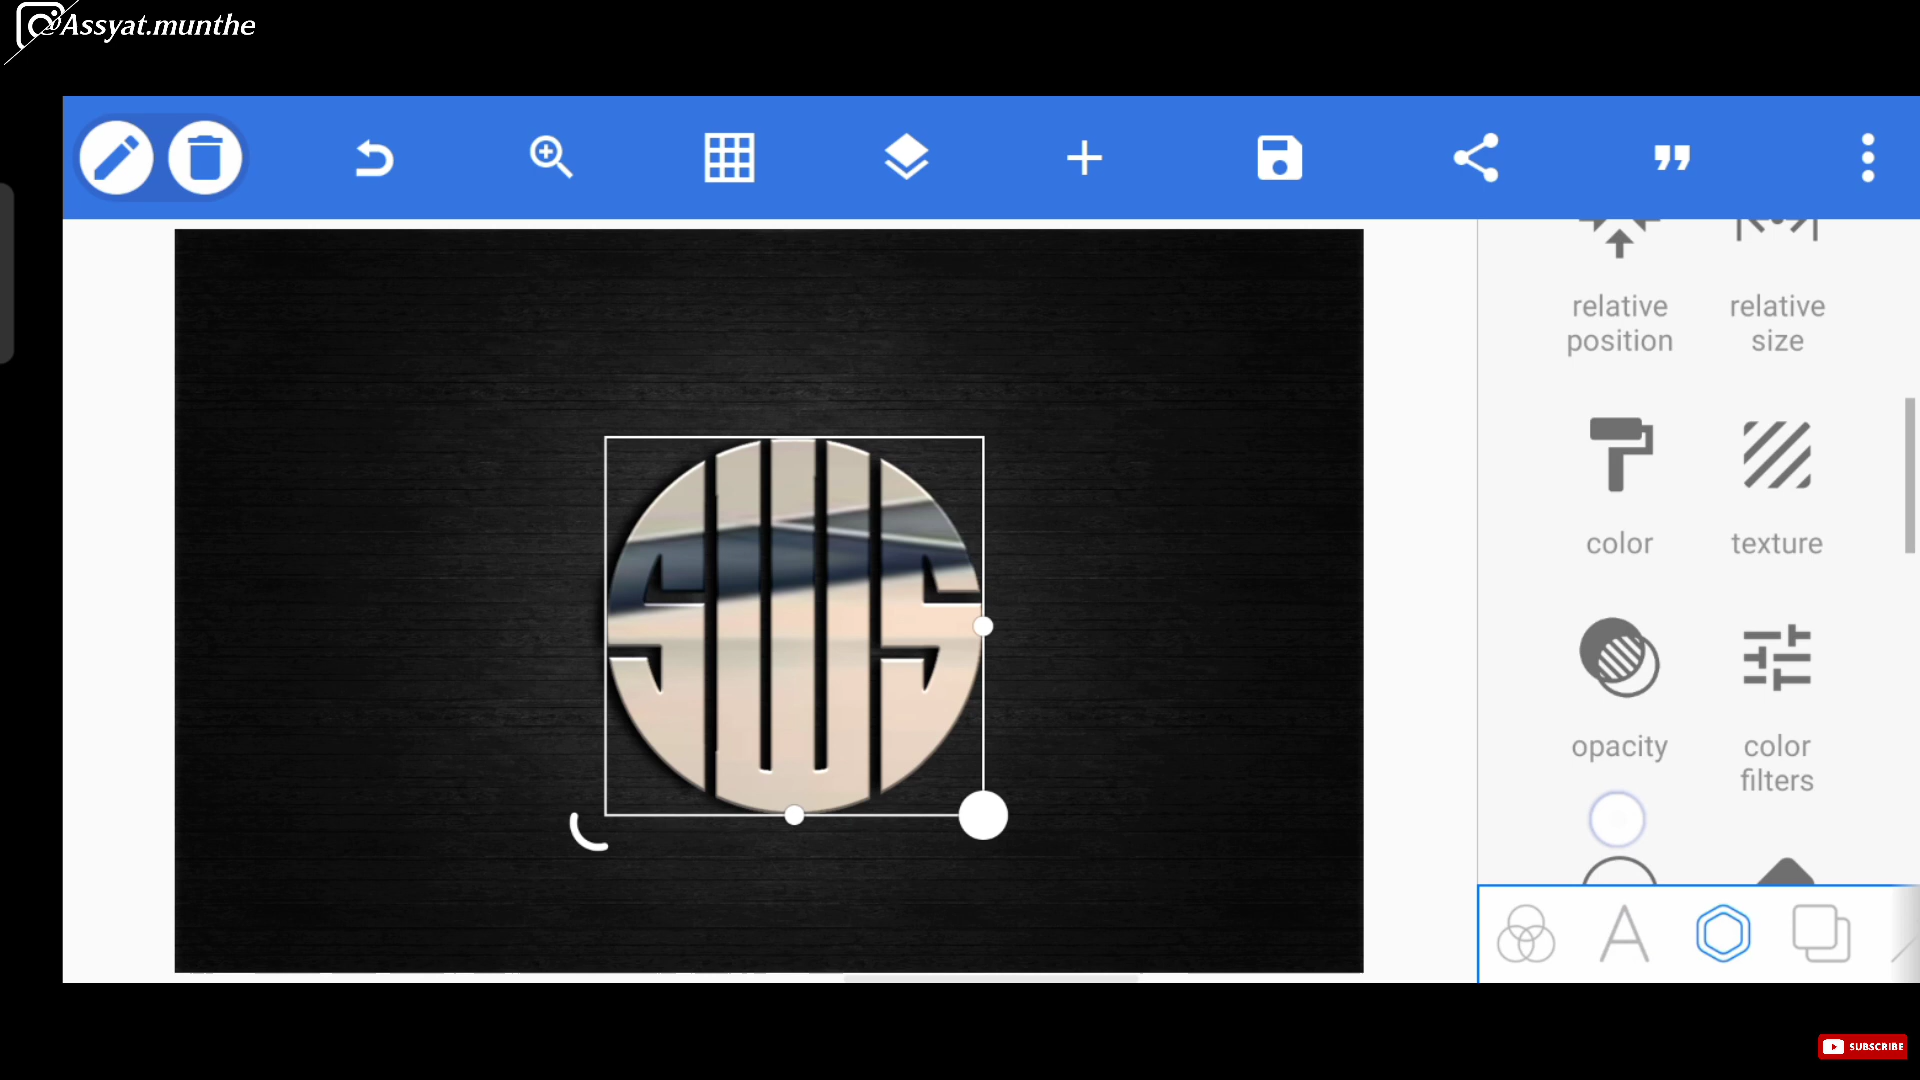 @Assyat.munthe
relative
position
relative
size
color
texture
opacity
color
filters
SWS
SUBSCRIBE